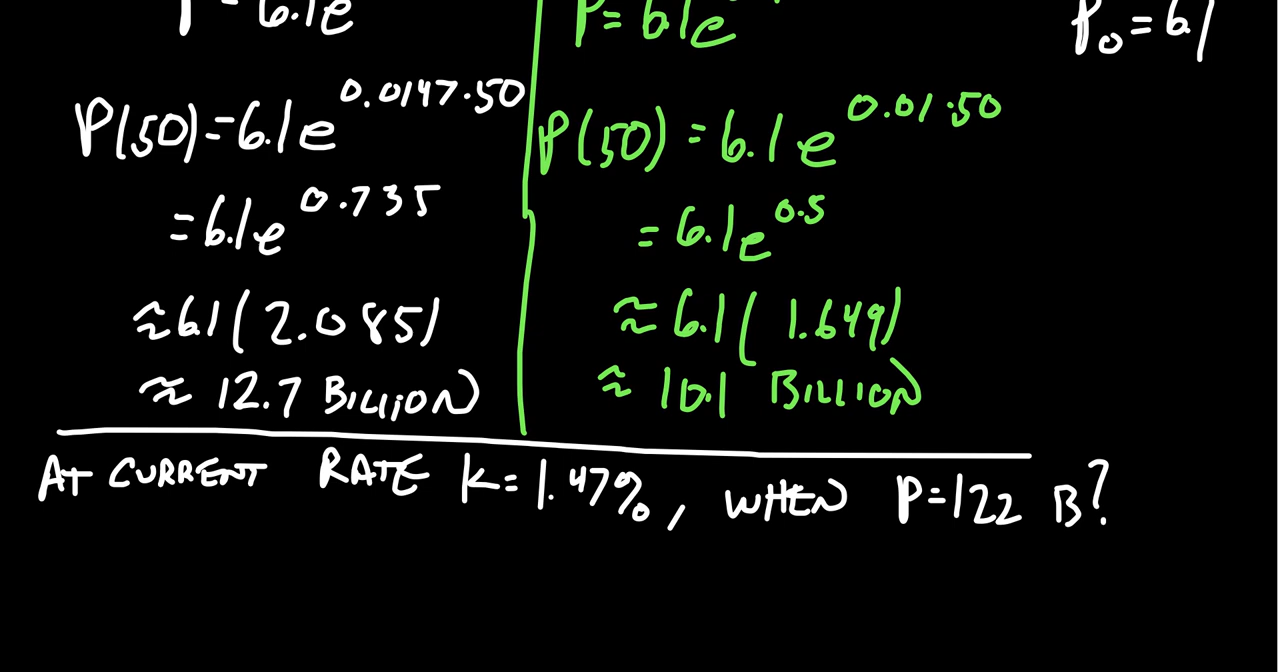 P = 6.1e
P = 6.1e
P₀ = 6.1
P(50) = 6.1e^0.0147·50
= 6.1e^0.735
≈ 6.1(2.085)
≈ 12.7 BILLION
P(50) = 6.1e^0.01·50
= 6.1e^0.5
≈ 6.1(1.649)
≈ 10.1 BILLION
AT CURRENT RATE k = 1.47%, WHEN P = 122 B?